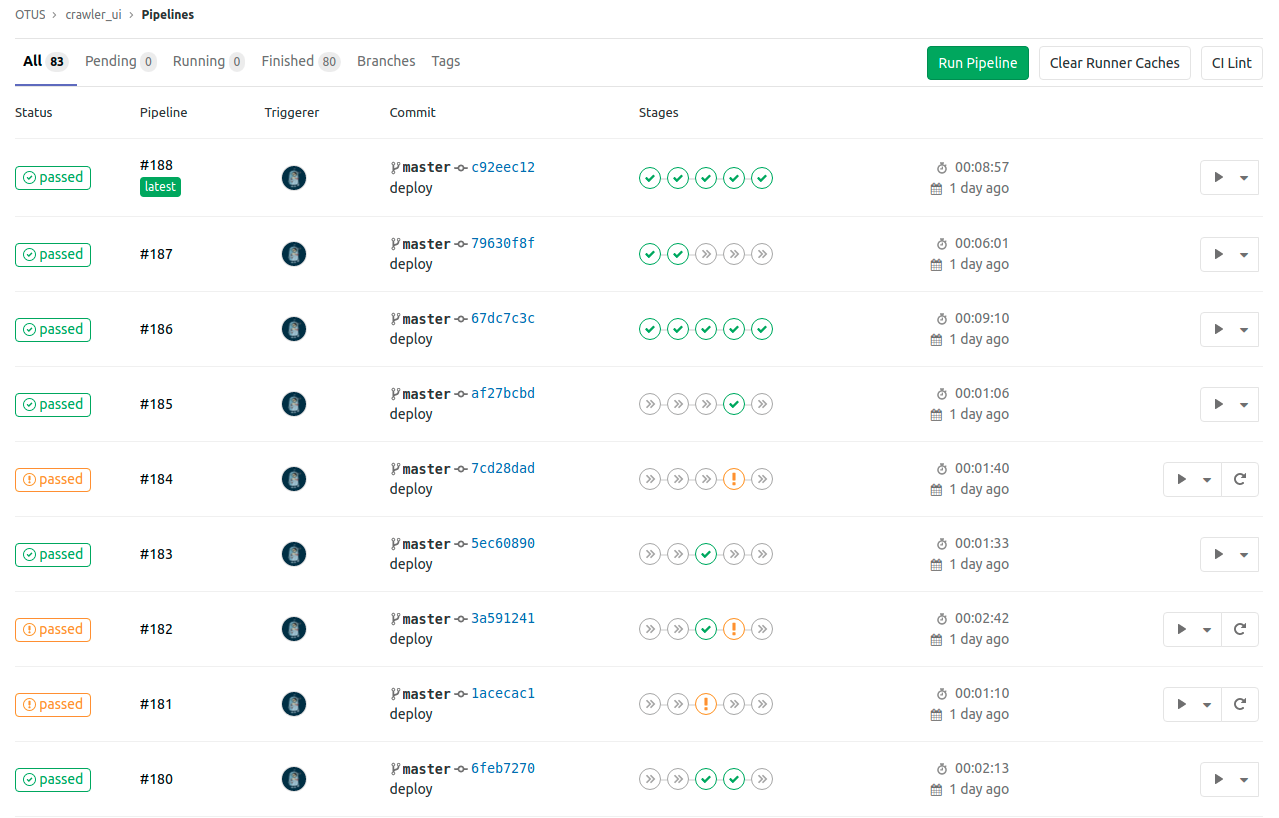 OTUS › crawler_ui › Pipelines
All 83 Pending 0 Running 0 Finished 80 Branches Tags Run Pipeline Clear Runner Caches CI Lint
Status Pipeline Triggerer Commit Stages
passed #188 latest master c92eec12 deploy 00:08:57 1 day ago
passed #187 master 79630f8f deploy 00:06:01 1 day ago
passed #186 master 67dc7c3c deploy 00:09:10 1 day ago
passed #185 master af27bcbd deploy 00:01:06 1 day ago
passed #184 master 7cd28dad deploy 00:01:40 1 day ago
passed #183 master 5ec60890 deploy 00:01:33 1 day ago
passed #182 master 3a591241 deploy 00:02:42 1 day ago
passed #181 master 1acecac1 deploy 00:01:10 1 day ago
passed #180 master 6feb7270 deploy 00:02:13 1 day ago